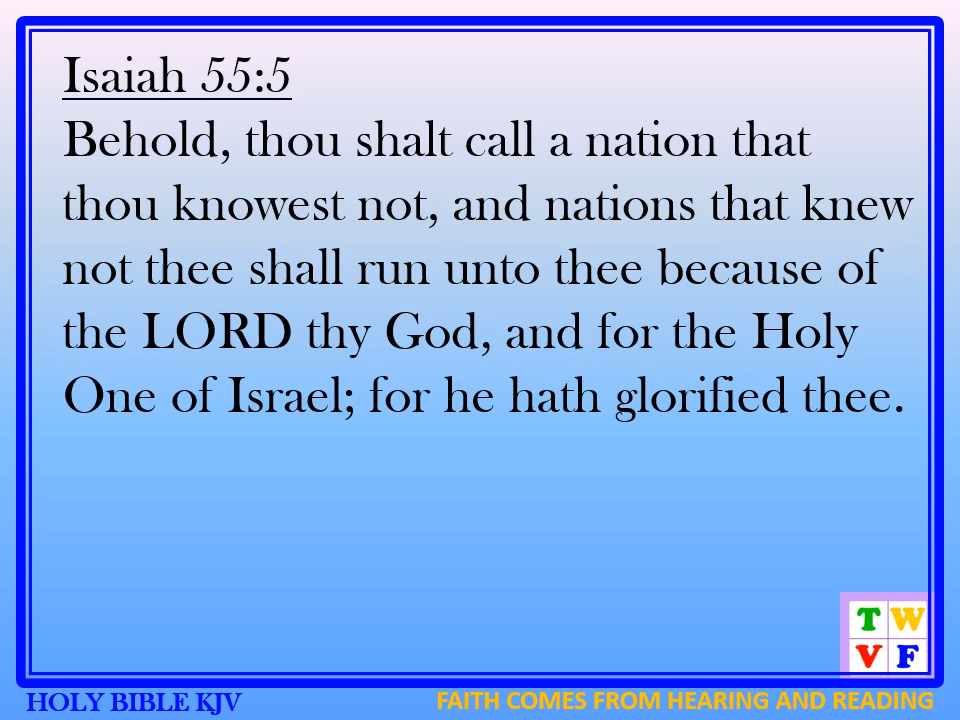 Isaiah 55:5
Behold, thou shalt call a nation that
thou knowest not, and nations that knew
not thee shall run unto thee because of
the LORD thy God, and for the Holy
One of Israel; for he hath glorified thee.
T W
V F
HOLY BIBLE KJV
FAITH COMES FROM HEARING AND READING